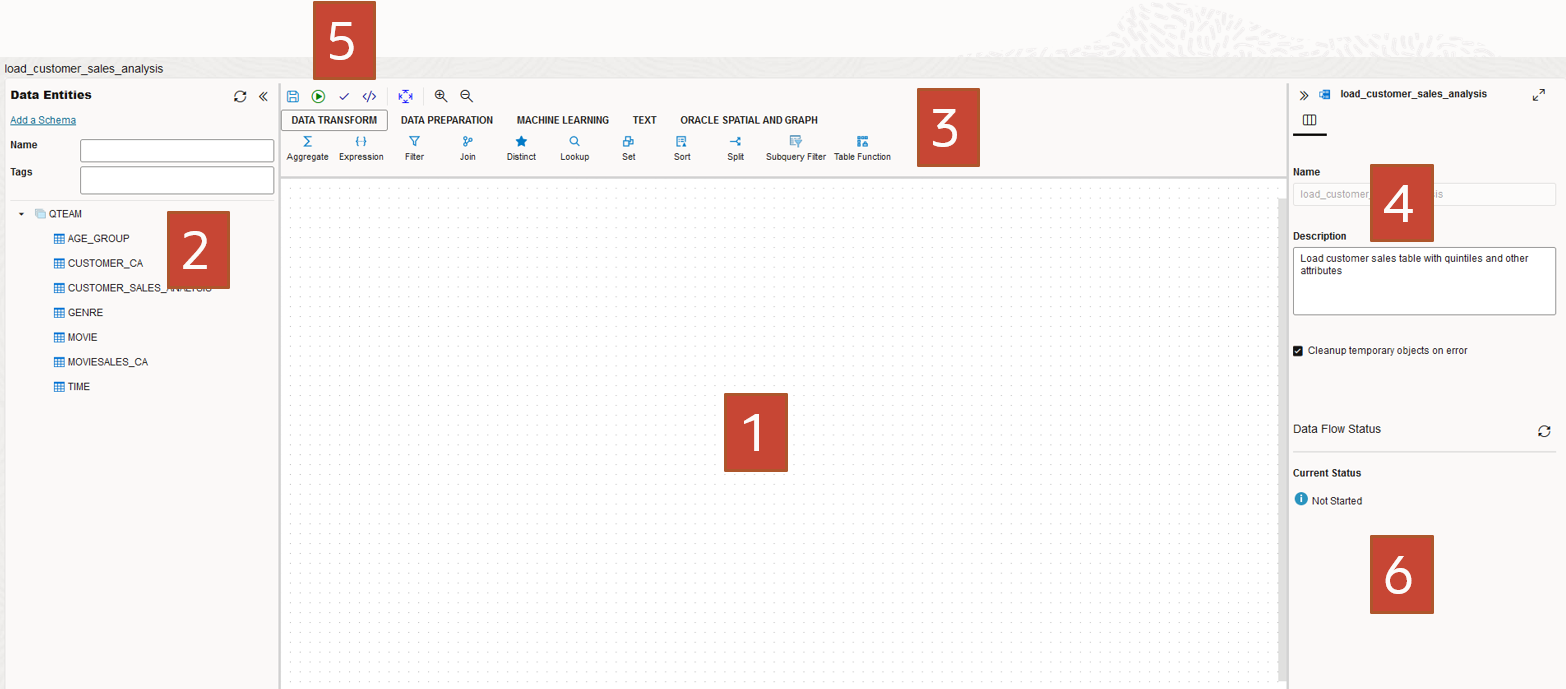 5
load_customer_sales_analysis
Data Entities
Add a Schema
Name
Tags
QTEAM
AGE_GROUP
CUSTOMER_CA
2
CUSTOMER_SALES_
GENRE
MOVIE
MOVIESALES_CA
TIME
DATA TRANSFORM DATA PREPARATION MACHINE LEARNING TEXT ORACLE SPATIAL AND GRAPH
Aggregate Expression Filter Join Distinct Lookup Set Sort Split Subquery Filter Table Function
3
1
load_customer_sales_analysis
Name
load_customer
4
Description
Load customer sales table with quintiles and other
attributes
Cleanup temporary objects on error
Data Flow Status
Current Status
Not Started
6